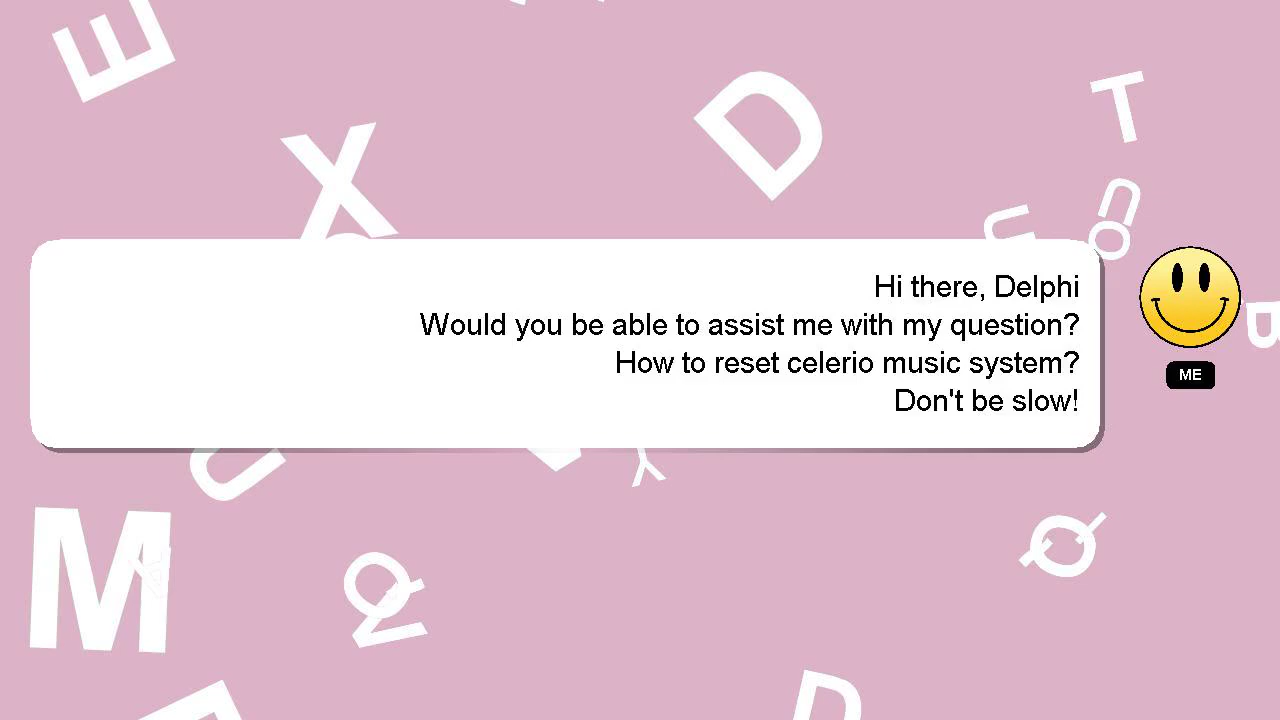 Hi there, Delphi
Would you be able to assist me with my question?
How to reset celerio music system?
Don't be slow!
ME
E
X
D
T
U
U
O
B
U
Y
M
Q
Z
Q
D